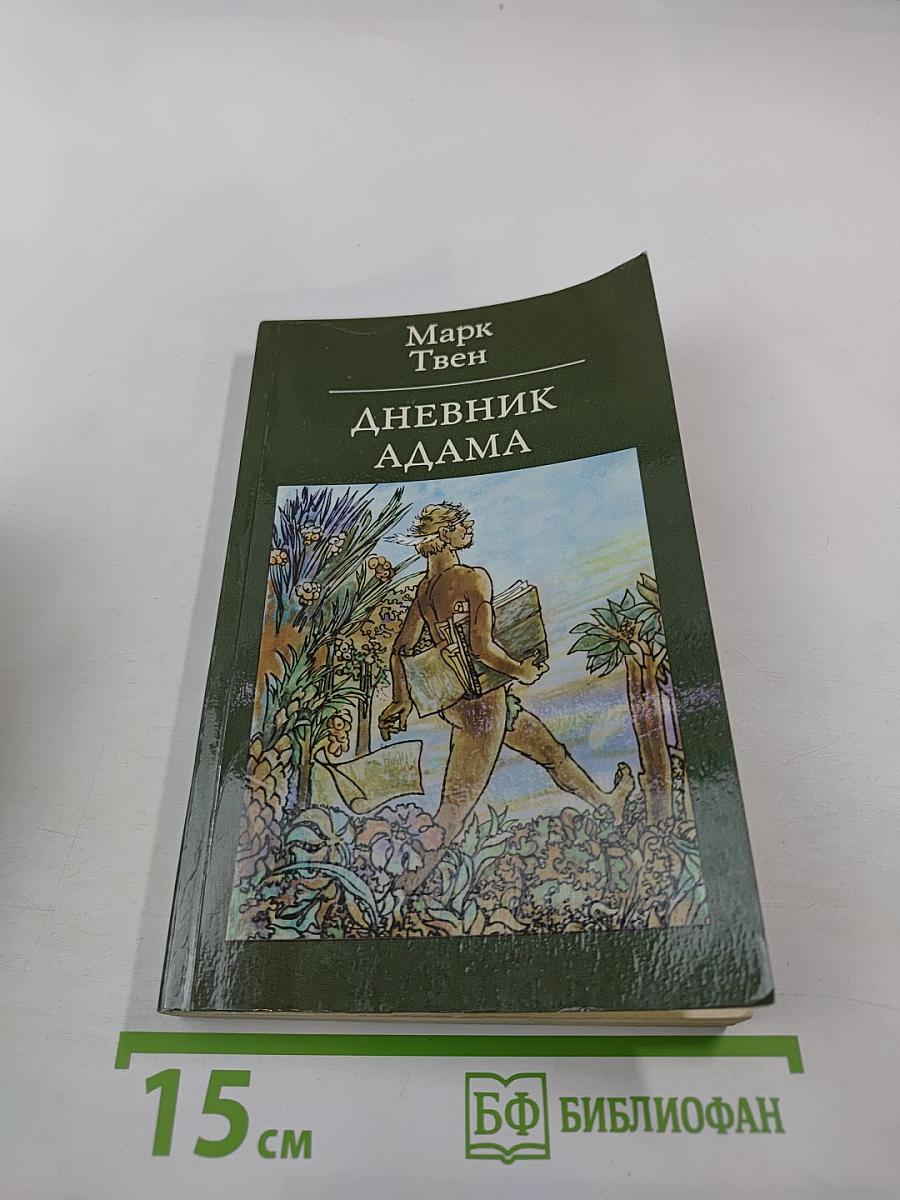 Марк
Твен
ДНЕВНИК
АДАМА
15 см
БФ БИБЛИОФАН